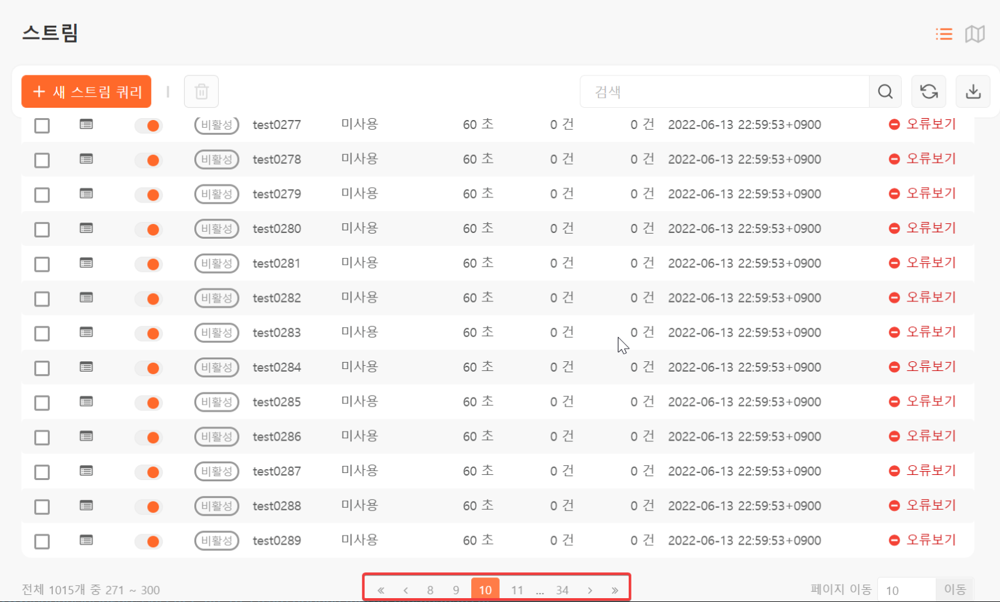 스트림
+ 새 스트림 쿼리 검색
비활성 test0277 미사용 60 초 0 건 0 건 2022-06-13 22:59:53+0900 오류보기
비활성 test0278 미사용 60 초 0 건 0 건 2022-06-13 22:59:53+0900 오류보기
비활성 test0279 미사용 60 초 0 건 0 건 2022-06-13 22:59:53+0900 오류보기
비활성 test0280 미사용 60 초 0 건 0 건 2022-06-13 22:59:53+0900 오류보기
비활성 test0281 미사용 60 초 0 건 0 건 2022-06-13 22:59:53+0900 오류보기
비활성 test0282 미사용 60 초 0 건 0 건 2022-06-13 22:59:53+0900 오류보기
비활성 test0283 미사용 60 초 0 건 0 건 2022-06-13 22:59:53+0900 오류보기
비활성 test0284 미사용 60 초 0 건 0 건 2022-06-13 22:59:53+0900 오류보기
비활성 test0285 미사용 60 초 0 건 0 건 2022-06-13 22:59:53+0900 오류보기
비활성 test0286 미사용 60 초 0 건 0 건 2022-06-13 22:59:53+0900 오류보기
비활성 test0287 미사용 60 초 0 건 0 건 2022-06-13 22:59:53+0900 오류보기
비활성 test0288 미사용 60 초 0 건 0 건 2022-06-13 22:59:53+0900 오류보기
비활성 test0289 미사용 60 초 0 건 0 건 2022-06-13 22:59:53+0900 오류보기
전체 1015개 중 271 ~ 300 « ‹ 8 9 10 11 ... 34 › » 페이지 이동 10 이동